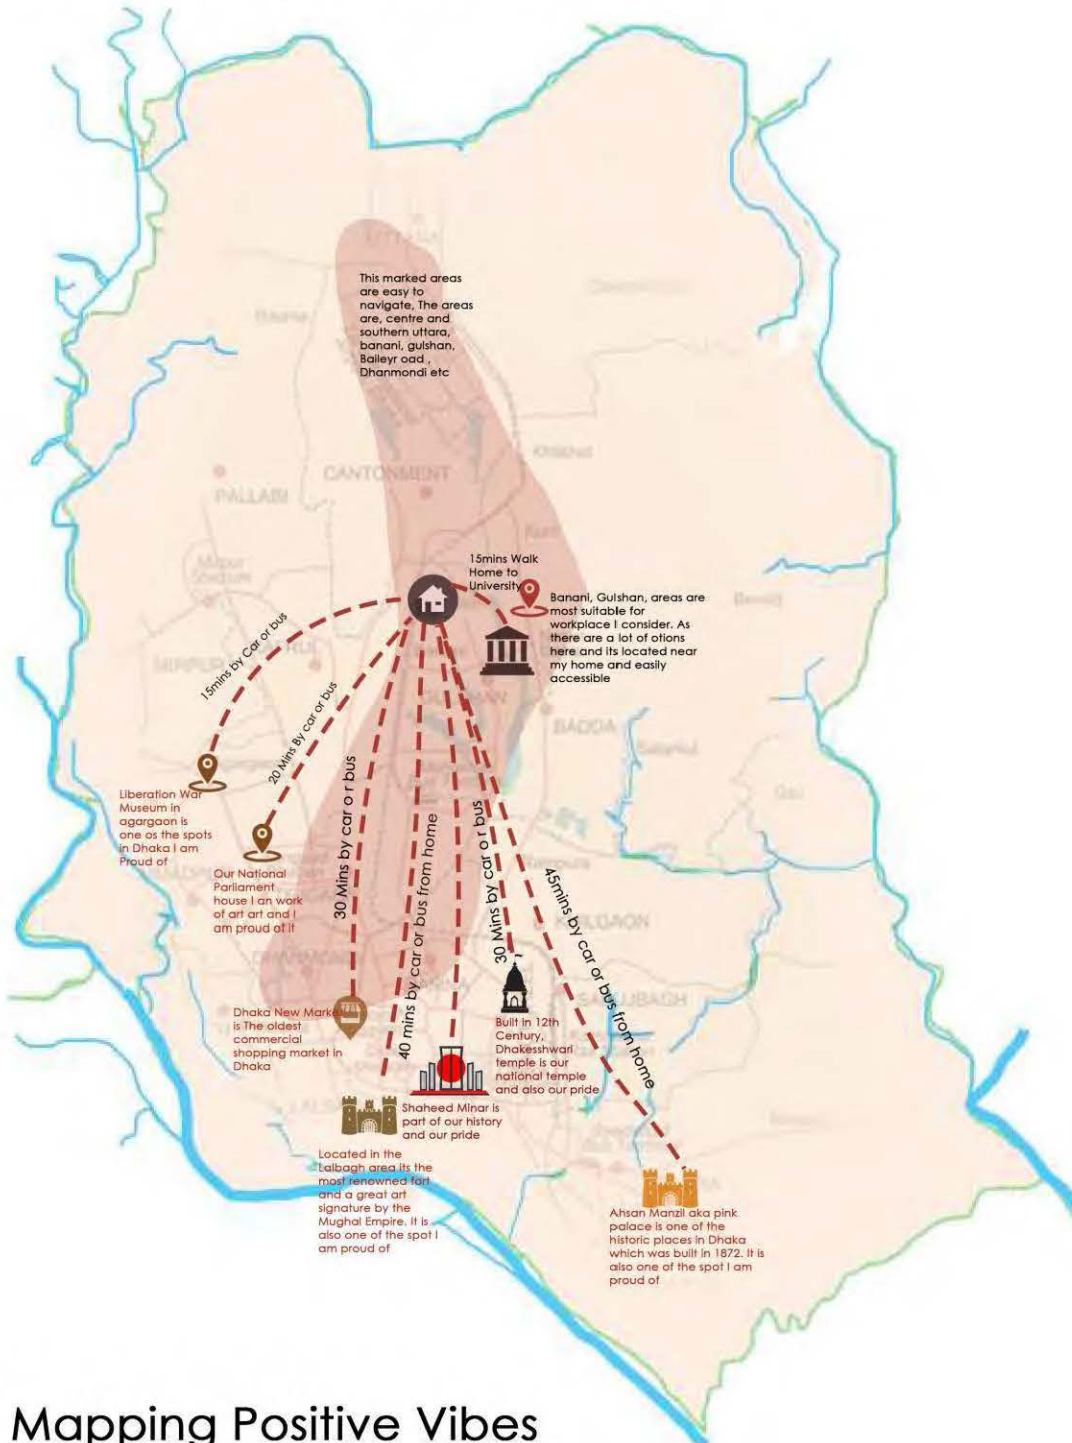 UTTARA
This marked areas
are easy to
navigate, The areas
are, centre and
southern uttara,
banani, gulshan,
Baileyr oad ,
Dhanmondi etc
Khilkhet
CANTONMENT
PALLABI
Mirpur
Stadium
15mins Walk
Home to
University
Banani, Gulshan, areas are
most suitable for
workplace I consider. As
there are a lot of otions
here and its located near
my home and easily
accessible
15mins by Car or bus
MIRPUR
BADDA
20 Mins By car or bus
Liberation War
Museum in
agargaon is
one os the spots
in Dhaka I am
Proud of
Our National
Parliament
house I an work
of art art and I
am proud of it
30 Mins by car o r bus
40 mins by car or bus from home
30 Mins by car o r bus
45mins by car or bus from home
DHANMONDI
SABUJBAGH
Dhaka New Market
is The oldest
commercial
shopping market in
Dhaka
Built in 12th
Century,
Dhakesshwari
temple is our
national temple
and also our pride
Shaheed Minar is
part of our history
and our pride
Located in the
Lalbagh area its the
most renowned fort
and a great art
signature by the
Mughal Empire. It is
also one of the spot I
am proud of
Ahsan Manzil aka pink
palace is one of the
historic places in Dhaka
which was built in 1872. It is
also one of the spot I am
proud of
Mapping Positive Vibes